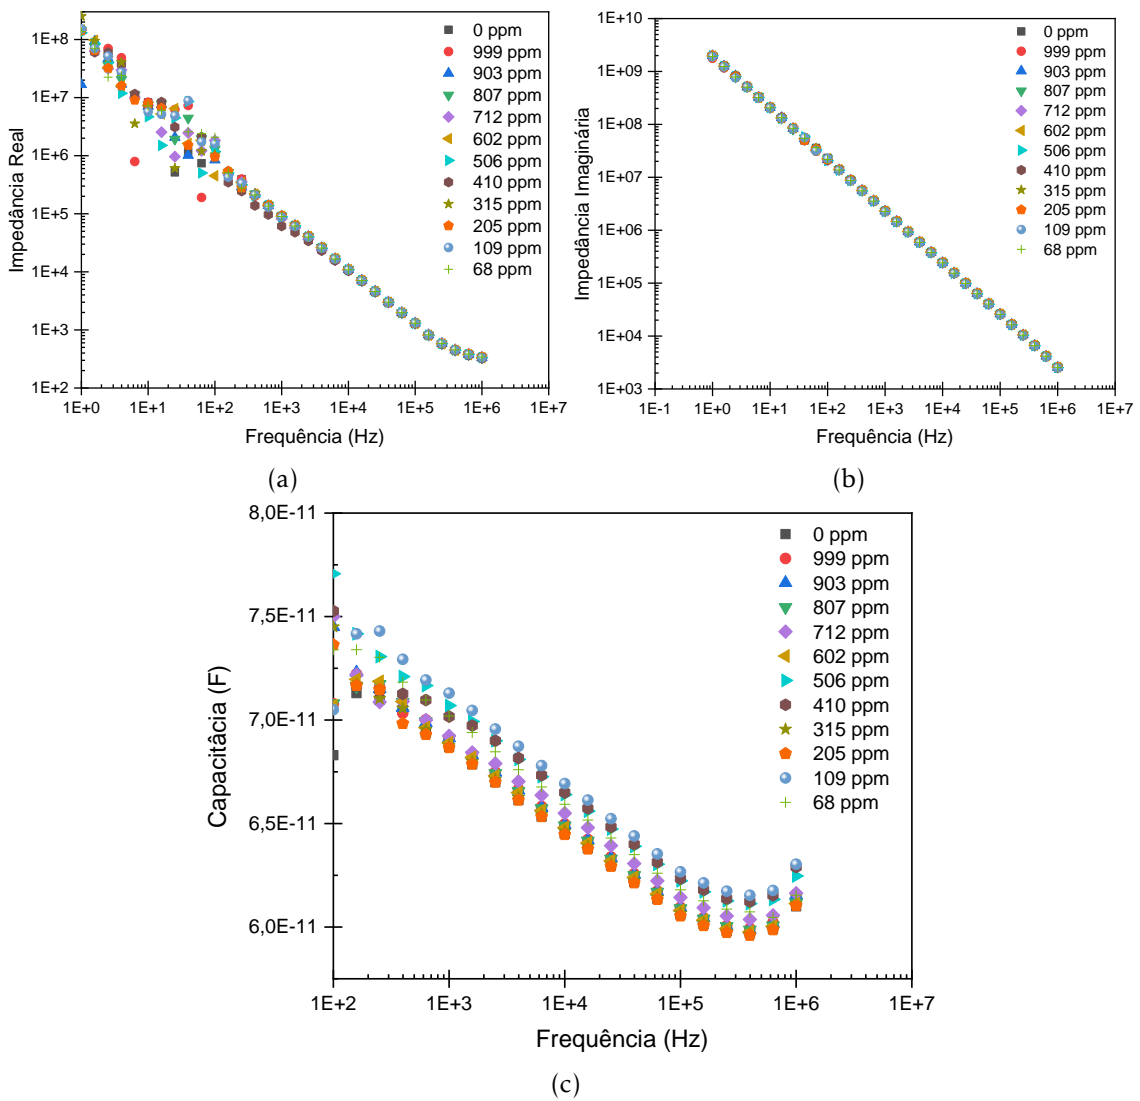 1E+8
1E+7
1E+6
1E+5
1E+4
1E+3
1E+2
Impedância Real
1E+0 1E+1 1E+2 1E+3 1E+4 1E+5 1E+6 1E+7
Frequência (Hz)
0 ppm
999 ppm
903 ppm
807 ppm
712 ppm
602 ppm
506 ppm
410 ppm
315 ppm
205 ppm
109 ppm
68 ppm
(a)
1E+10
1E+09
1E+08
1E+07
1E+06
1E+05
1E+04
1E+03
Impedância Imaginária
1E-1 1E+0 1E+1 1E+2 1E+3 1E+4 1E+5 1E+6 1E+7
Frequência (Hz)
0 ppm
999 ppm
903 ppm
807 ppm
712 ppm
602 ppm
506 ppm
410 ppm
315 ppm
205 ppm
109 ppm
68 ppm
(b)
8,0E-11
7,5E-11
7,0E-11
6,5E-11
6,0E-11
Capacitácia (F)
1E+2 1E+3 1E+4 1E+5 1E+6 1E+7
Frequência (Hz)
0 ppm
999 ppm
903 ppm
807 ppm
712 ppm
602 ppm
506 ppm
410 ppm
315 ppm
205 ppm
109 ppm
68 ppm
(c)